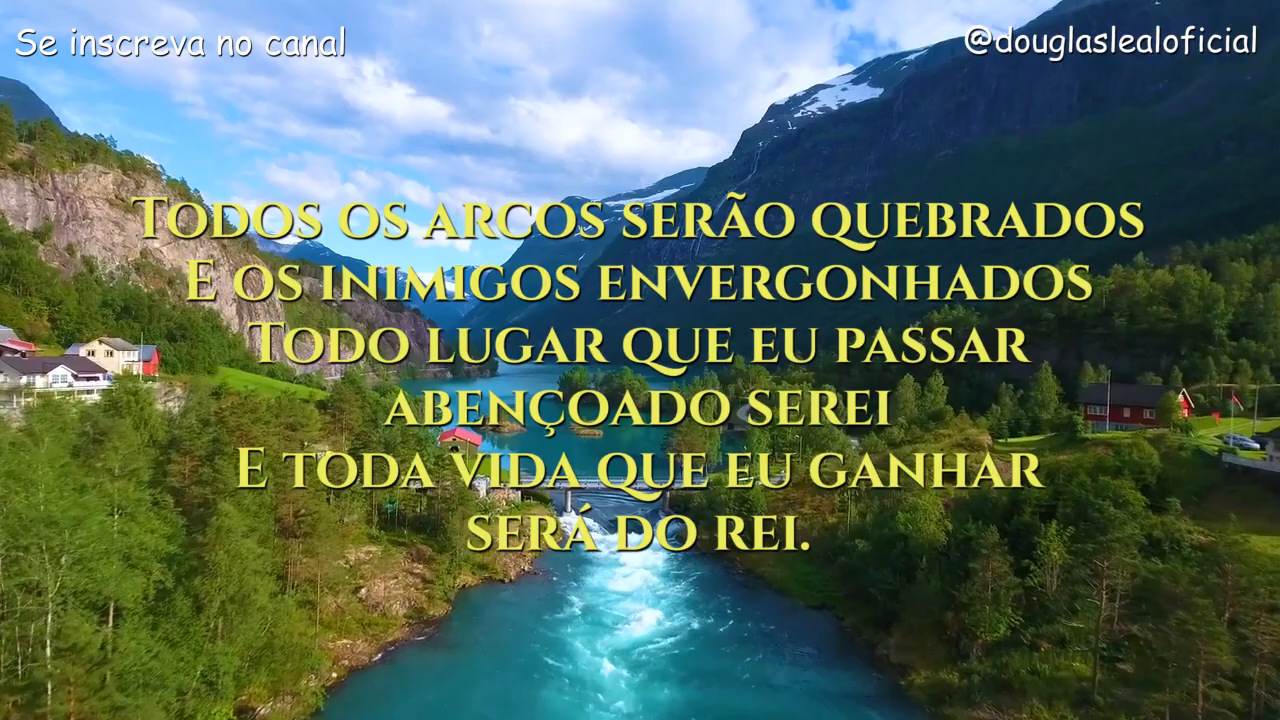 Se inscreva no canal
@douglaslealoficial
Todos os arcos serão quebrados
E os inimigos envergonhados
Todo lugar que eu passar
abençoado serei
E toda vida que eu ganhar
será do rei.